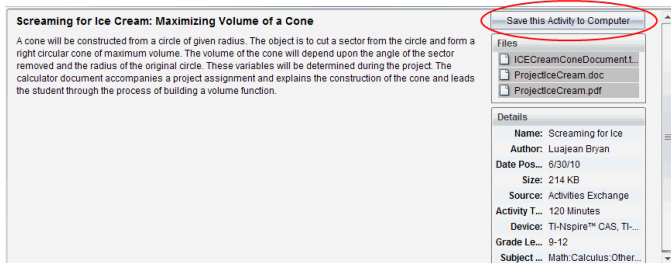 Screaming for Ice Cream: Maximizing Volume of a Cone
A cone will be constructed from a circle of given radius. The object is to cut a sector from the circle and form a
right circular cone of maximum volume. The volume of the cone will depend upon the angle of the sector
removed and the radius of the original circle. These variables will be determined during the project. The
calculator document accompanies a project assignment and explains the construction of the cone and leads
the student through the process of building a volume function.
Save this Activity to Computer
Files
ICECreamConeDocument.t...
ProjectIceCream.doc
ProjectIceCream.pdf
Details
Name: Screaming for Ice
Author: Luajean Bryan
Date Pos... 6/30/10
Size: 214 KB
Source: Activities Exchange
Activity T... 120 Minutes
Device: TI-Nspire™ CAS, TI-...
Grade Le... 9-12
Subject ... Math:Calculus:Other...